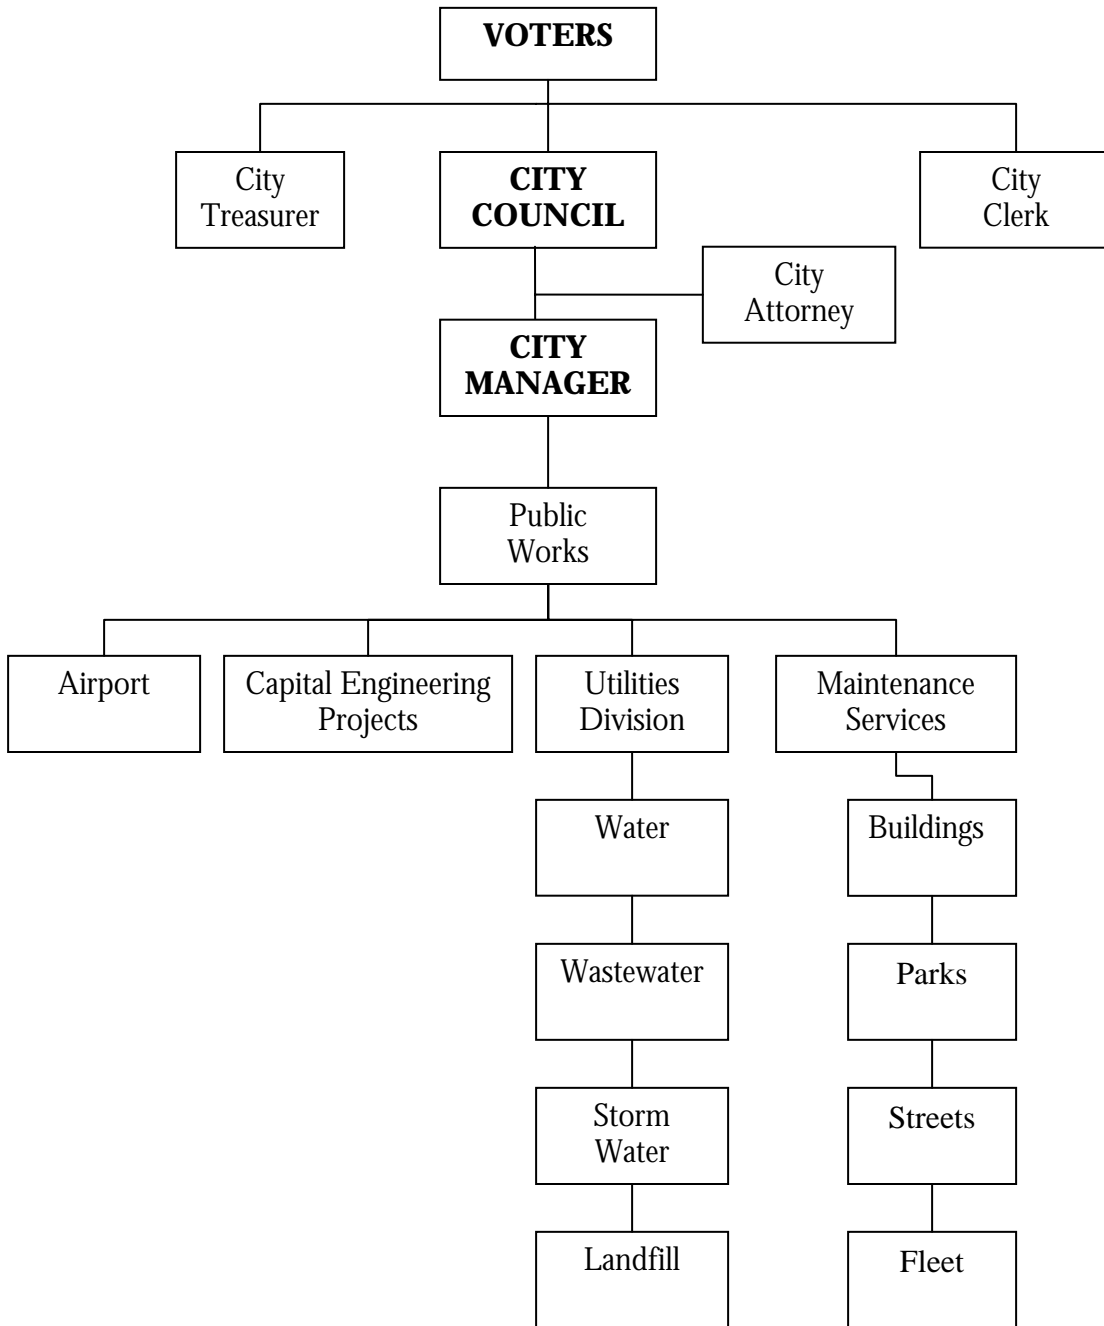 VOTERS
City
Treasurer
CITY
COUNCIL
City
Clerk
City
Attorney
CITY
MANAGER
Public
Works
Airport
Capital Engineering
Projects
Utilities
Division
Maintenance
Services
Water
Buildings
Wastewater
Parks
Storm
Water
Streets
Landfill
Fleet